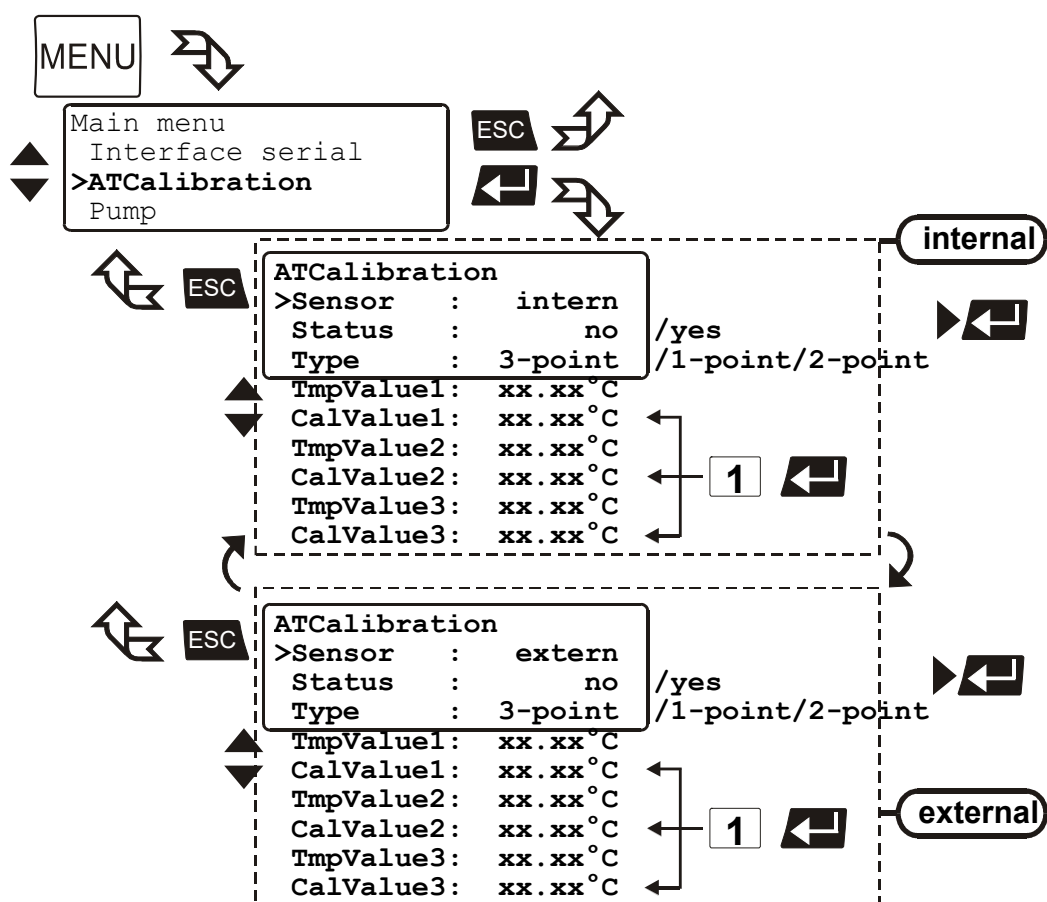 MENU
Main menu
Interface serial
>ATCalibration
Pump
ESC
internal
ESC
ATCalibration
>Sensor : intern
Status : no /yes
Type : 3-point /1-point/2-point
TmpValue1: xx.xx°C
CalValue1: xx.xx°C
TmpValue2: xx.xx°C
CalValue2: xx.xx°C
1
TmpValue3: xx.xx°C
CalValue3: xx.xx°C
ESC
ATCalibration
>Sensor : extern
Status : no /yes
Type : 3-point /1-point/2-point
TmpValue1: xx.xx°C
CalValue1: xx.xx°C
TmpValue2: xx.xx°C
CalValue2: xx.xx°C
1
external
TmpValue3: xx.xx°C
CalValue3: xx.xx°C